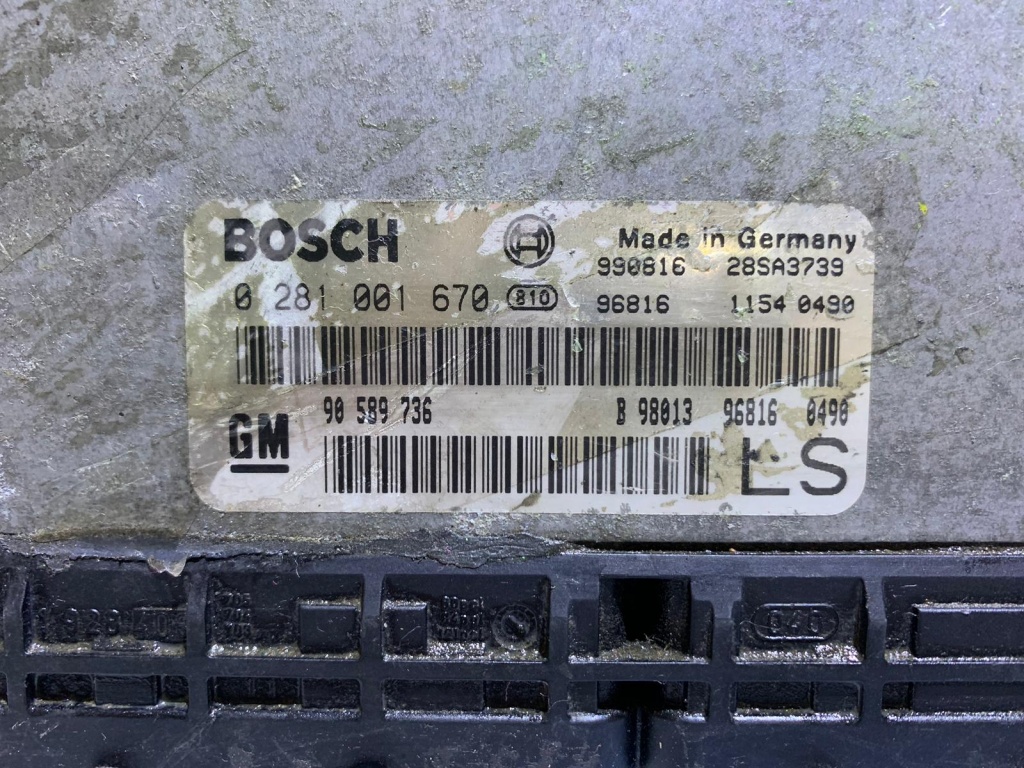 BOSCH
Made in Germany
990816 28SA3739
0 281 001 670 810 96816 1154 0490
90 589 736 B 98013 96816 0490
GM
LS
040